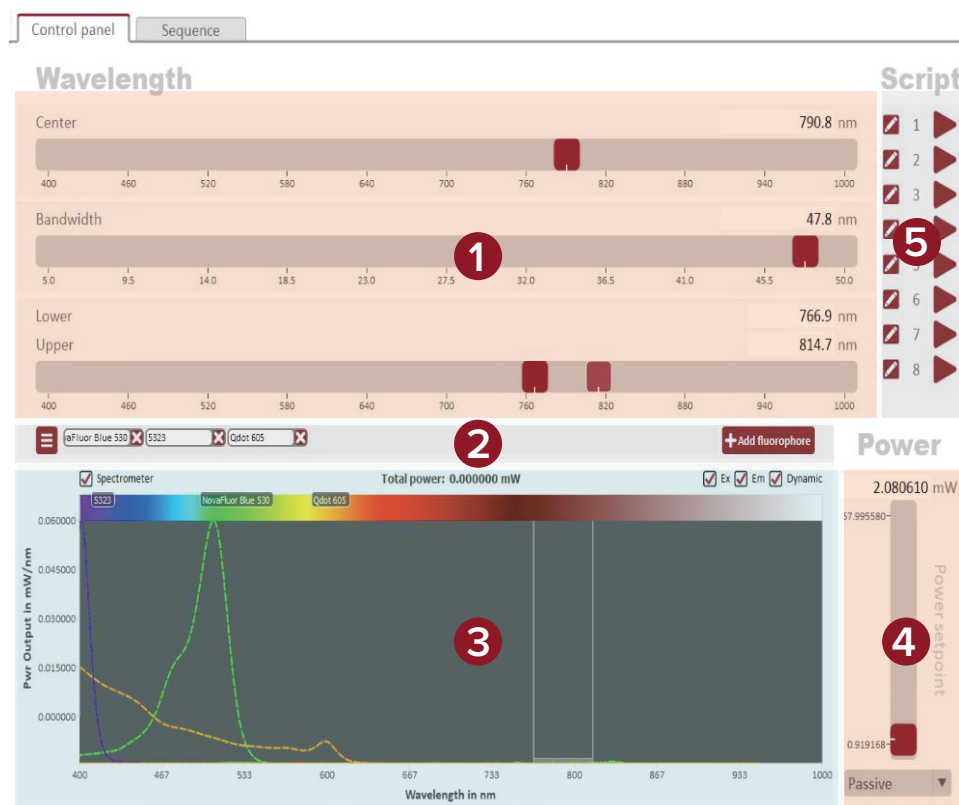 Control panel
Sequence
Wavelength
Script
Center
790.8 nm
400 460 520 580 640 700 760 820 880 940 1000
Bandwidth
47.8 nm
5.0 9.5 14.0 18.5 23.0 27.5 32.0 36.5 41.0 45.5 50.0
Lower
766.9 nm
Upper
814.7 nm
400 460 520 580 640 700 760 820 880 940 1000
1
1
2
3
5
5
6
7
8
aFluor Blue 530
5323
Qdot 605
2
+Add fluorophore
Power
Spectrometer
Total power: 0.000000 mW
Ex
Em
Dynamic
5323
NovaFluor Blue 530
Qdot 605
Pwr Output in mW/nm
0.060000
0.045000
0.030000
0.015000
0.000000
3
400 467 533 600 667 733 800 867 933 1000
Wavelength in nm
2.080610 mW
57.995580
Power setpoint
4
0.919168
Passive